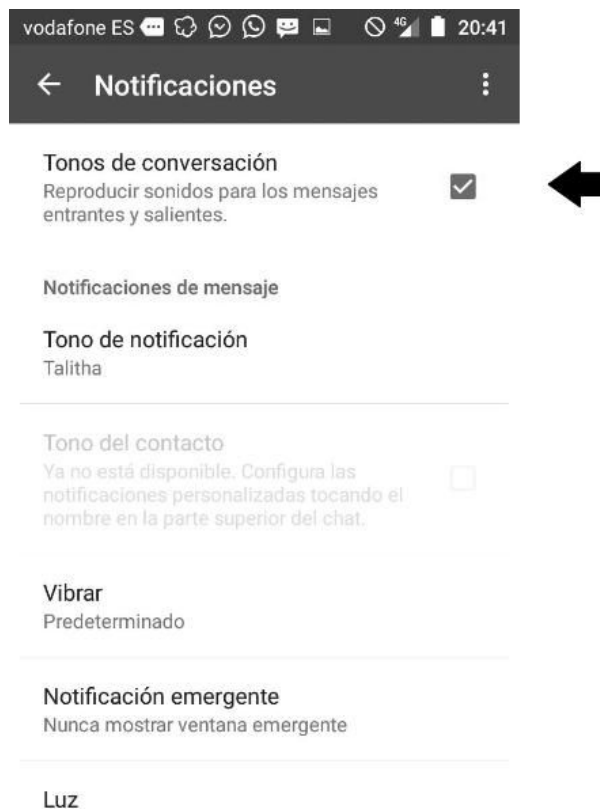 vodafone ES 4G 20:41
Notificaciones
Tonos de conversación
Reproducir sonidos para los mensajes
entrantes y salientes.
Notificaciones de mensaje
Tono de notificación
Talitha
Tono del contacto
Ya no está disponible. Configura las
notificaciones personalizadas tocando el
nombre en la parte superior del chat.
Vibrar
Predeterminado
Notificación emergente
Nunca mostrar ventana emergente
Luz